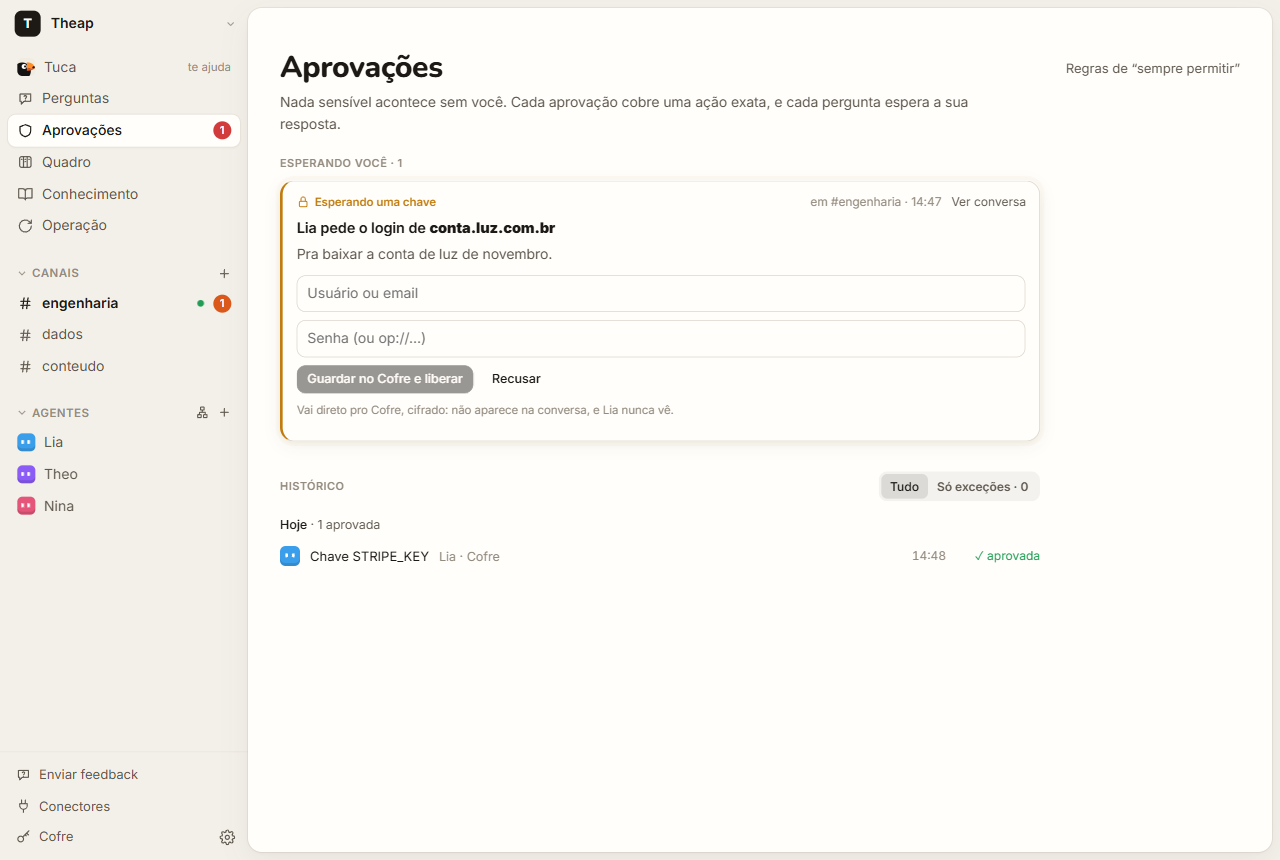 T Theap
Tuca te ajuda
Perguntas
Aprovações 1
Quadro
Conhecimento
Operação
CANAIS
# engenharia 1
# dados
# conteudo
AGENTES
Lia
Theo
Nina
Enviar feedback
Conectores
Cofre
Aprovações
Regras de “sempre permitir”
Nada sensível acontece sem você. Cada aprovação cobre uma ação exata, e cada pergunta espera a sua
resposta.
ESPERANDO VOCÊ · 1
Esperando uma chave em #engenharia · 14:47 Ver conversa
Lia pede o login de conta.luz.com.br
Pra baixar a conta de luz de novembro.
Usuário ou email
Senha (ou op://...)
Guardar no Cofre e liberar Recusar
Vai direto pro Cofre, cifrado: não aparece na conversa, e Lia nunca vê.
HISTÓRICO Tudo Só exceções · 0
Hoje · 1 aprovada
Chave STRIPE_KEY Lia · Cofre 14:48 ✓ aprovada